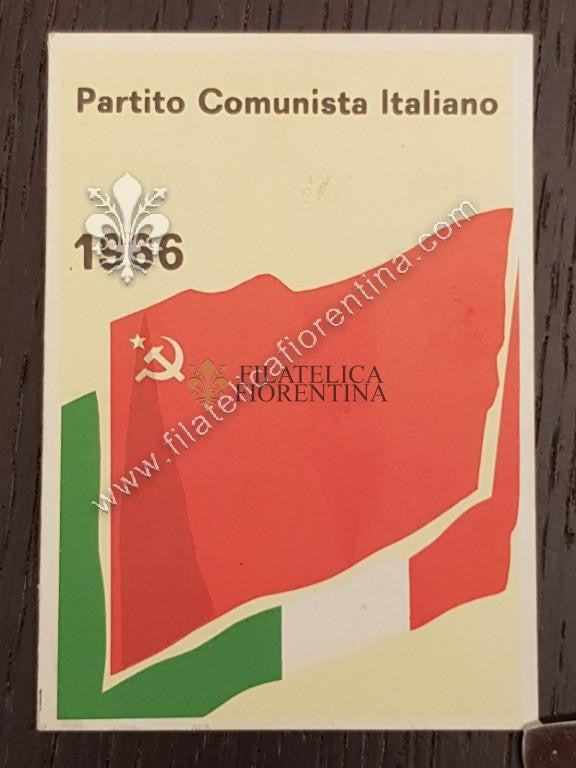 Partito Comunista Italiano
1966
www.filatelicafiorentina.com
FILATELICA
FIORENTINA